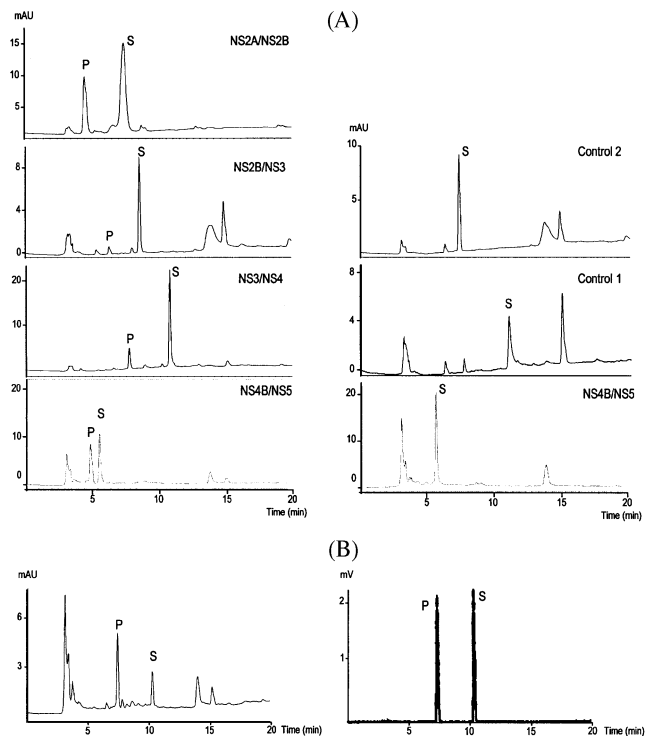 (A)
mAU
NS2A/NS2B
15
10
5
P
S
NS2B/NS3
8
4
0
P
S
NS3/NS4
20
10
0
P
S
NS4B/NS5
20
10
0
P
S
5
10
15
20
Time (min)
mAU
Control 2
10
5
S
Control 1
8
4
0
S
NS4B/NS5
20
10
0
S
5
10
15
20
Time (min)
(B)
mAU
6
3
P
S
5
10
15
20
Time (min)
mV
2
1
P
S
5
10
15
20
Time (min)